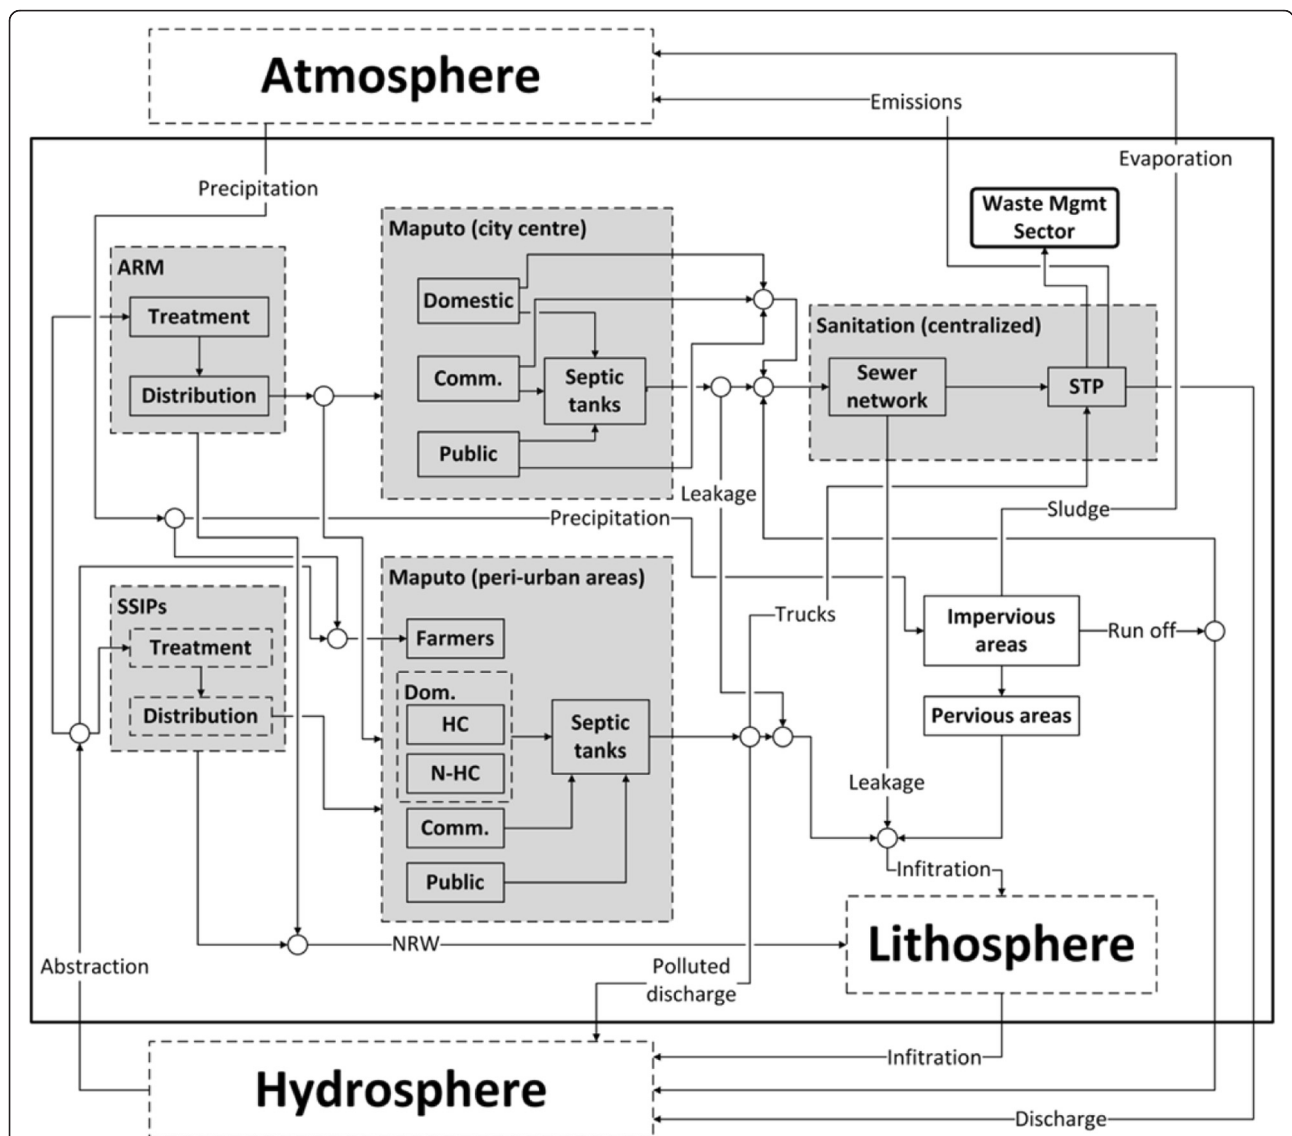 Atmosphere
Emissions
Evaporation
Precipitation
Waste Mgmt
Sector
Maputo (city centre)
ARM
Treatment
Distribution
Domestic
Comm.
Septic
tanks
Public
Sanitation (centralized)
Sewer
network
STP
Leakage
Precipitation
Sludge
Maputo (peri-urban areas)
SSIPs
Treatment
Distribution
Farmers
Dom.
HC
N-HC
Septic
tanks
Comm.
Public
Trucks
Impervious
areas
Run off
Pervious areas
Leakage
Infitration
NRW
Lithosphere
Abstraction
Polluted
discharge
Infitration
Hydrosphere
Discharge